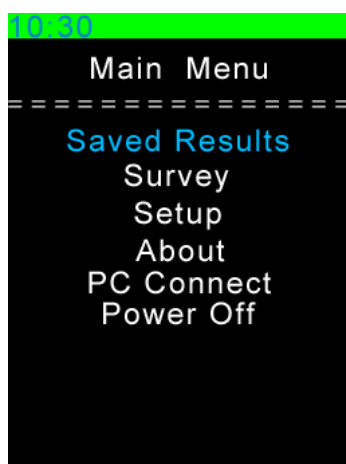 10:30
Main Menu
===============
Saved Results
Survey
Setup
About
PC Connect
Power Off